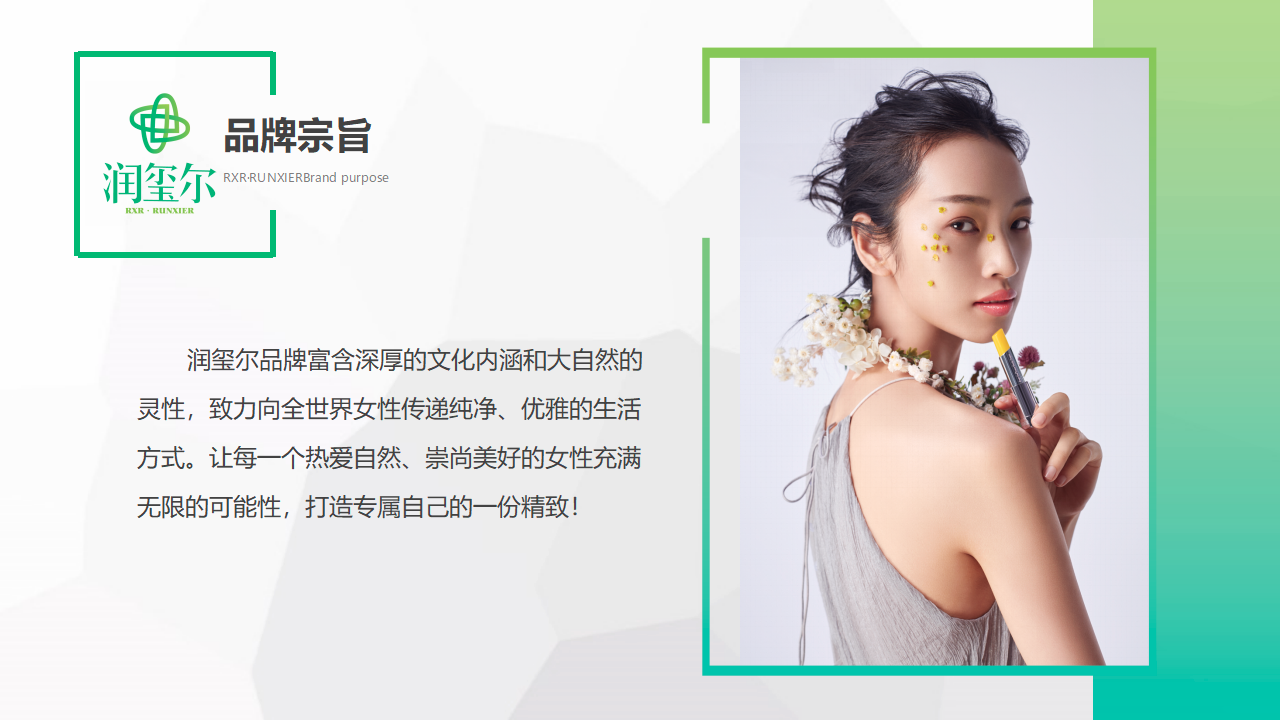 品牌宗旨
润玺尔
RXR·RUNXIERBrand purpose
RXR · RUNXIER
润玺尔品牌富含深厚的文化内涵和大自然的
灵性，致力向全世界女性传递纯净、优雅的生活
方式。让每一个热爱自然、崇尚美好的女性充满
无限的可能性，打造专属自己的一份精致！